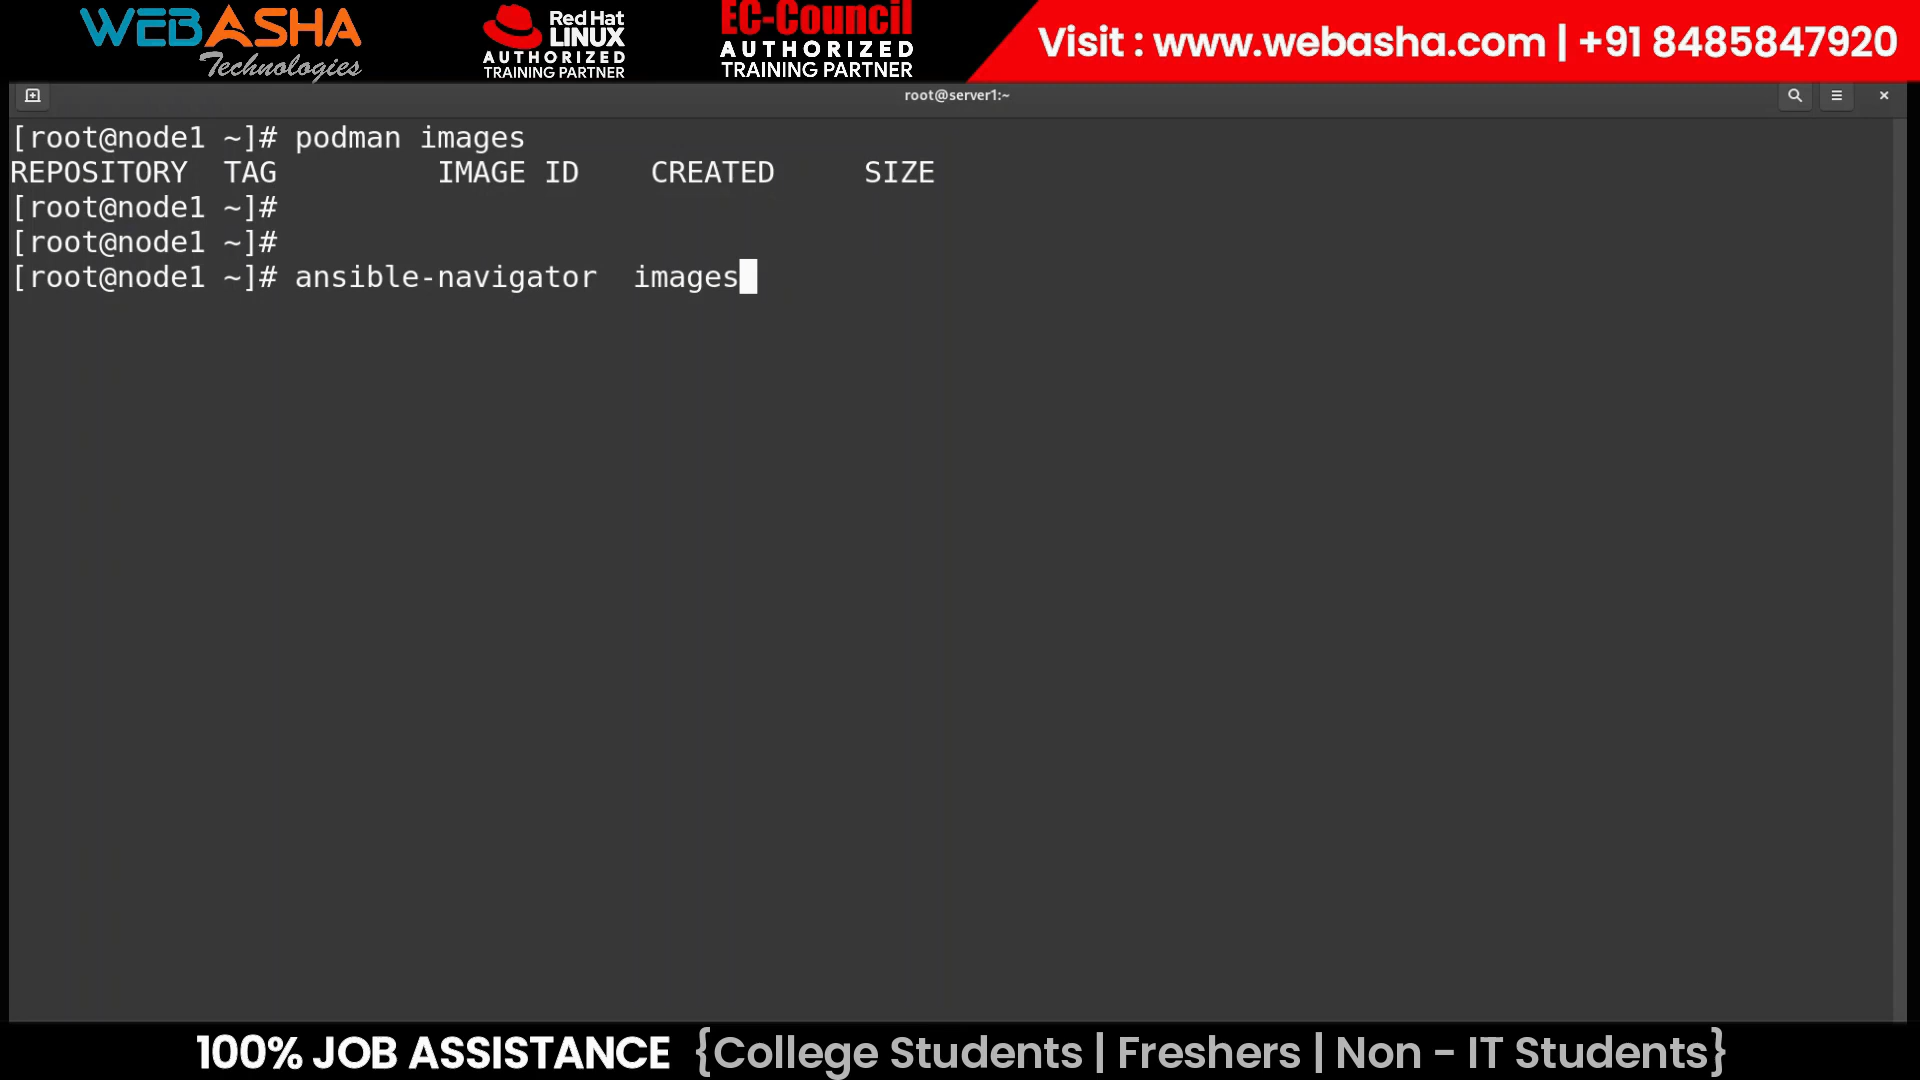 WEBASHA
Technologies
Red Hat
LINUX
AUTHORIZED
TRAINING PARTNER
EC-Council
AUTHORIZED
TRAINING PARTNER
Visit : www.webasha.com | +91 8485847920
root@server1:~
[root@node1 ~]# podman images
REPOSITORY  TAG         IMAGE ID    CREATED     SIZE
[root@node1 ~]#
[root@node1 ~]#
[root@node1 ~]# ansible-navigator  images
100% JOB ASSISTANCE {College Students | Freshers | Non - IT Students}